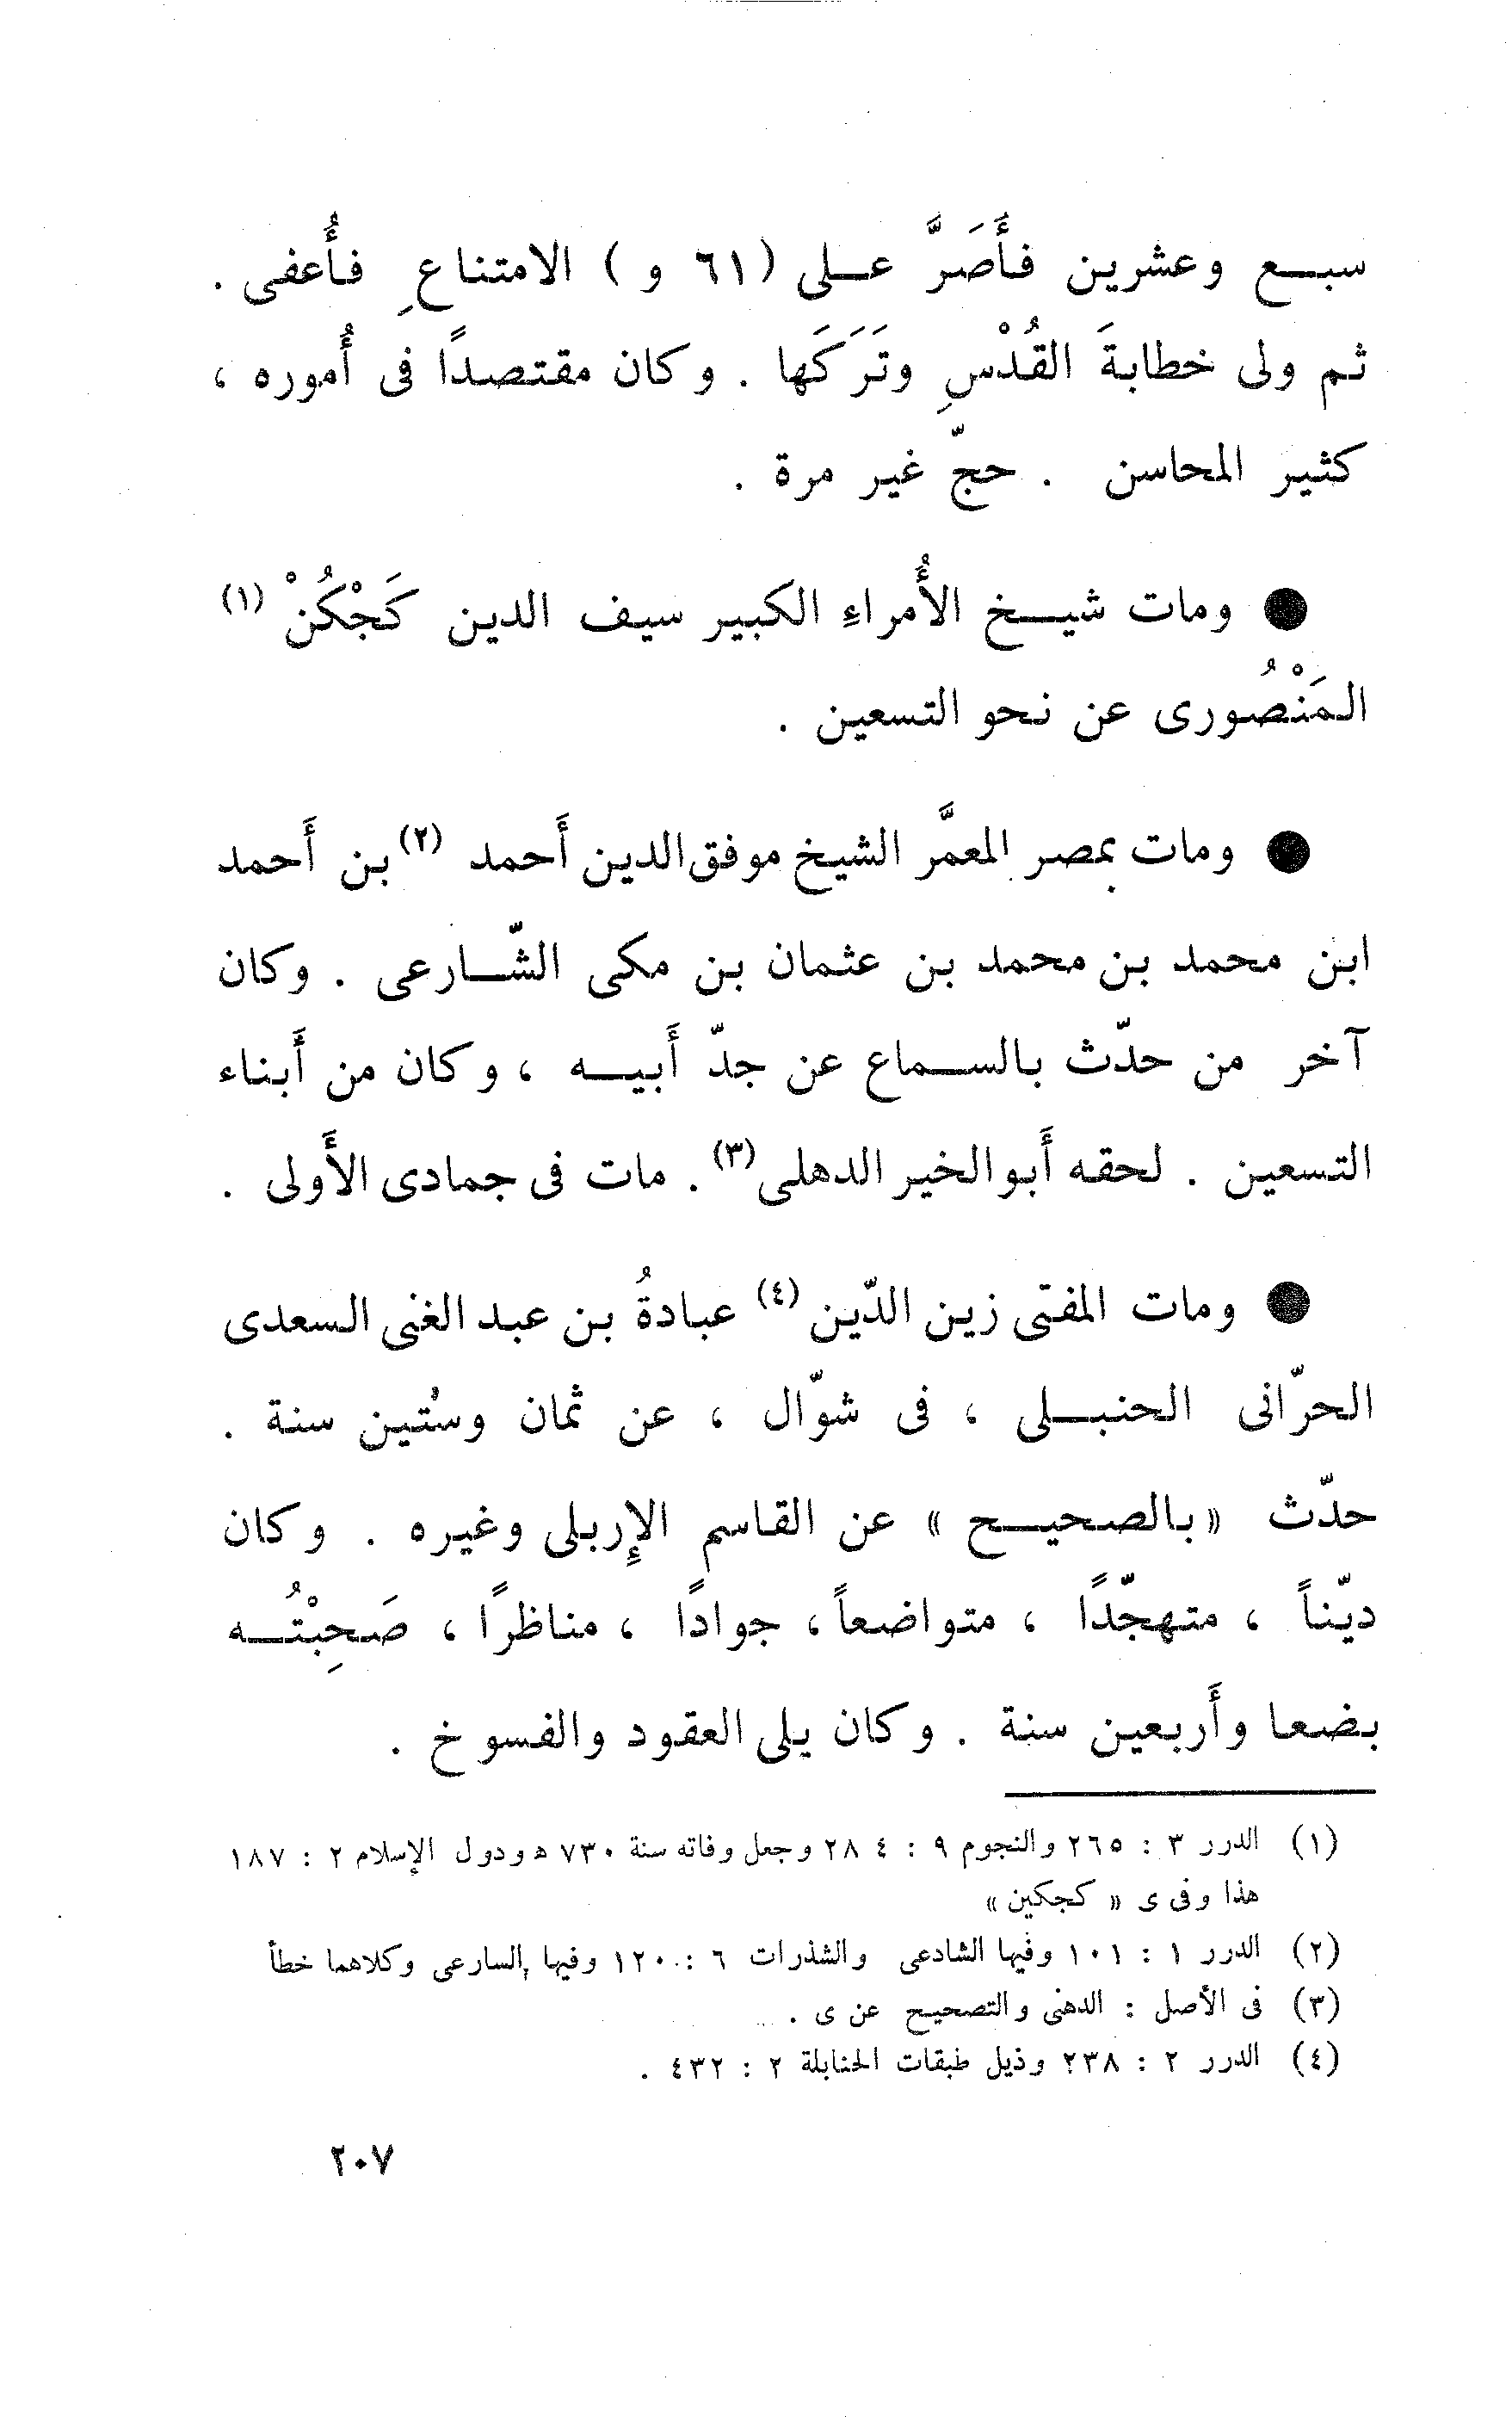 سبع وعشرين فأَصَرَّ على (٦١ و) الامتناعِ فأُعفى .
ثم ولى خطابةَ القُدْسِ وتَرَكَها . وكان مقتصدًا فى أُموره ،
كثير المحاسن . حجّ غير مرة .
● ومات شيخ الأُمراءِ الكبير سيف الدين كَجْكُنْ (١)
المَنْصُورى عن نحو التسعين .
● ومات بمصر المعمَّر الشيخ موفق الدين أَحمد (٢) بن أَحمد
ابن محمد بن محمد بن عثمان بن مكى الشّارعى . وكان
آخر من حدّث بالسماع عن جدّ أَبيه ، وكان من أَبناء
التسعين . لحقه أَبو الخير الدهلى (٣) . مات فى جمادى الأَولى .
● ومات المفتى زين الدّين (٤) عبادةُ بن عبد الغنى السعدى
الحرّانى الحنبلى ، فى شوّال ، عن ثمان وستين سنة .
حدّث « بالصحيح » عن القاسم الإِربلى وغيره . وكان
ديّناً ، متهجّدًا ، متواضعاً ، جوادًا ، مناظرًا ، صَحِبْتُه
بضعا وأَربعين سنة . وكان يلى العقود والفسوخ .
(١) الدرر ٣ : ٢٦٥ والنجوم ٩ : ٢٨٤ وجعل وفاته سنة ٧٣٠ ه ودول الإسلام ٢ : ١٨٧
هذا وفى ى « كجكين »
(٢) الدرر ١ : ١٠١ وفيها الشادعى والشذرات ٦ : ١٢٠ وفيها السارعى وكلاهما خطأ
(٣) فى الأصل : الدهنى والتصحيح عن ى .
(٤) الدرر ٢ : ٢٣٨ وذيل طبقات الحنابلة ٢ : ٤٣٢ .
٢٠٧